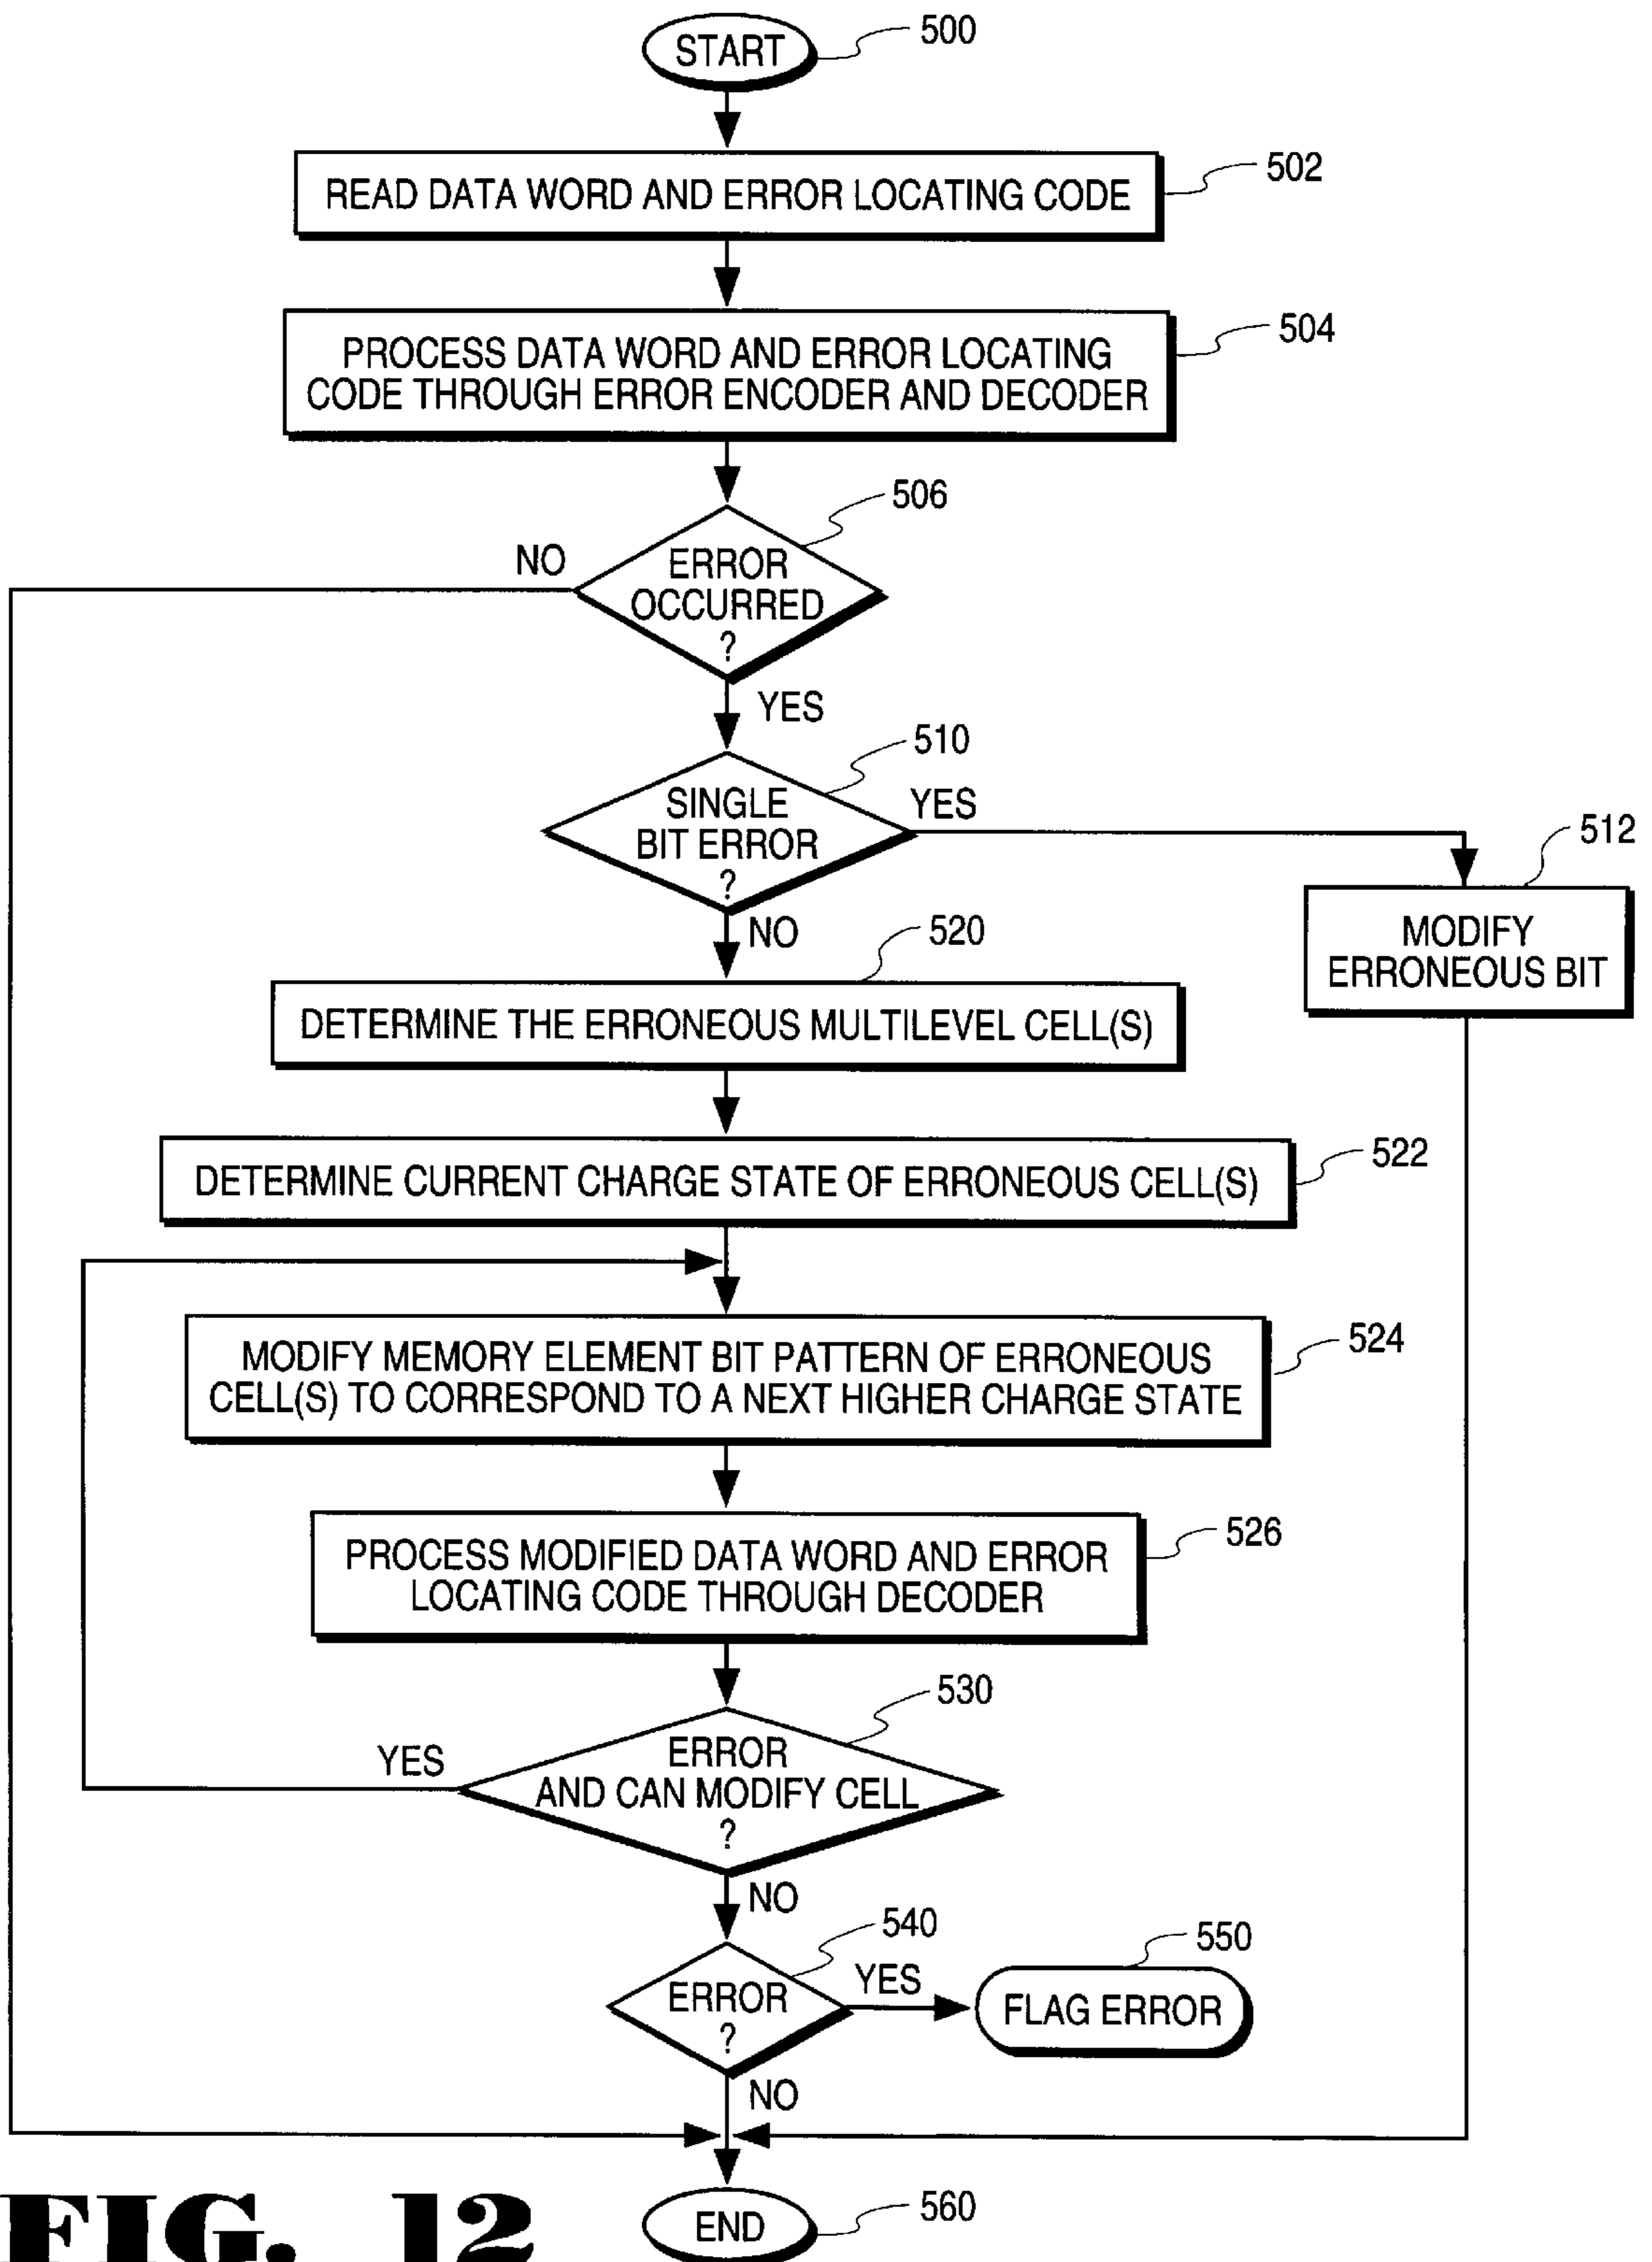 START
500
READ DATA WORD AND ERROR LOCATING CODE
502
PROCESS DATA WORD AND ERROR LOCATING
CODE THROUGH ERROR ENCODER AND DECODER
504
506
NO
ERROR
OCCURRED
?
YES
510
SINGLE
BIT ERROR
?
YES
512
MODIFY
ERRONEOUS BIT
NO
520
DETERMINE THE ERRONEOUS MULTILEVEL CELL(S)
DETERMINE CURRENT CHARGE STATE OF ERRONEOUS CELL(S)
522
MODIFY MEMORY ELEMENT BIT PATTERN OF ERRONEOUS
CELL(S) TO CORRESPOND TO A NEXT HIGHER CHARGE STATE
524
PROCESS MODIFIED DATA WORD AND ERROR
LOCATING CODE THROUGH DECODER
526
530
YES
ERROR
AND CAN MODIFY CELL
?
NO
540
ERROR
?
YES
550
FLAG ERROR
NO
END
560
FIG. 12